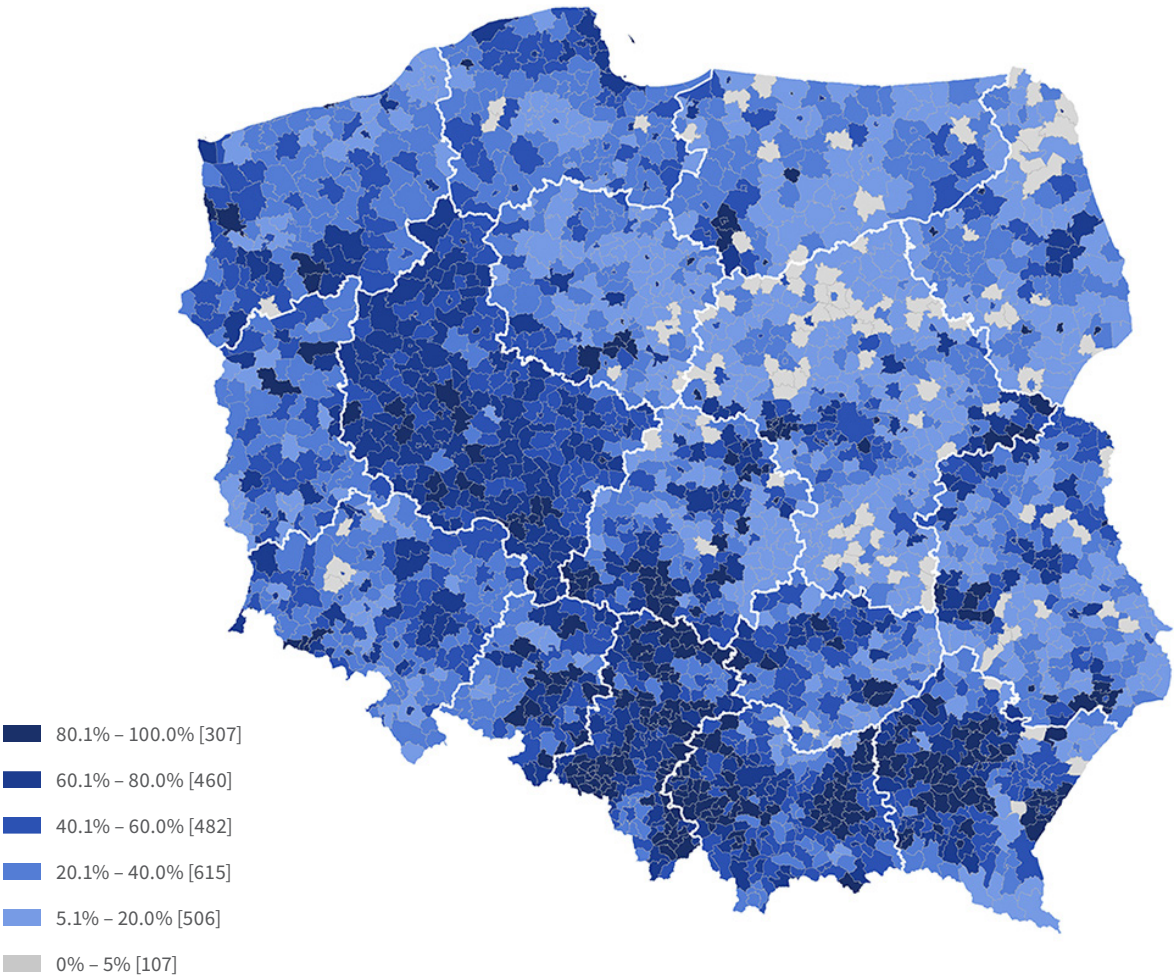 80.1% – 100.0% [307]
60.1% – 80.0% [460]
40.1% – 60.0% [482]
20.1% – 40.0% [615]
5.1% – 20.0% [506]
0% – 5% [107]